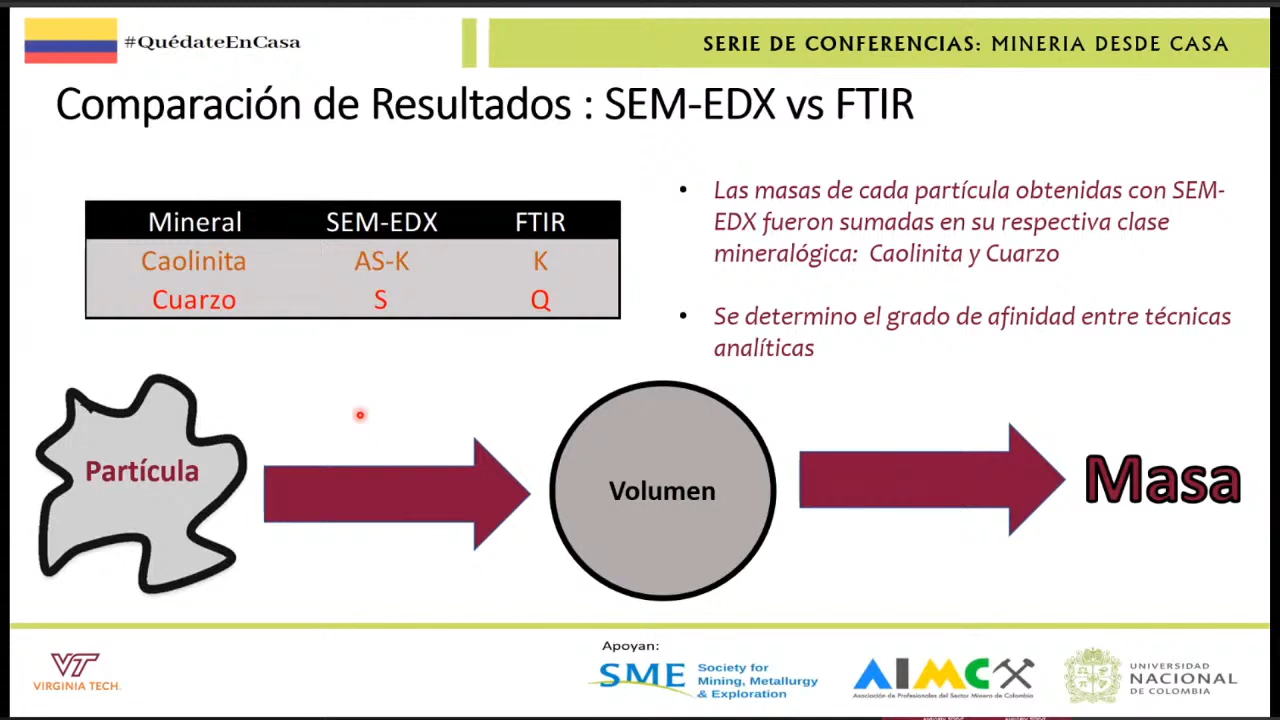 #QuédateEnCasa
SERIE DE CONFERENCIAS: MINERIA DESDE CASA
Comparación de Resultados : SEM-EDX vs FTIR
Mineral SEM-EDX FTIR
Caolinita AS-K K
Cuarzo S Q
• Las masas de cada partícula obtenidas con SEM-
EDX fueron sumadas en su respectiva clase
mineralógica: Caolinita y Cuarzo
• Se determino el grado de afinidad entre técnicas
analíticas
Partícula
Volumen
Masa
VT
VIRGINIA TECH.
Apoyan:
SME
Society for
Mining, Metallurgy
& Exploration
AIMC
Asociación de Profesionales del Sector Minero de Colombia
UNIVERSIDAD
NACIONAL
DE COLOMBIA